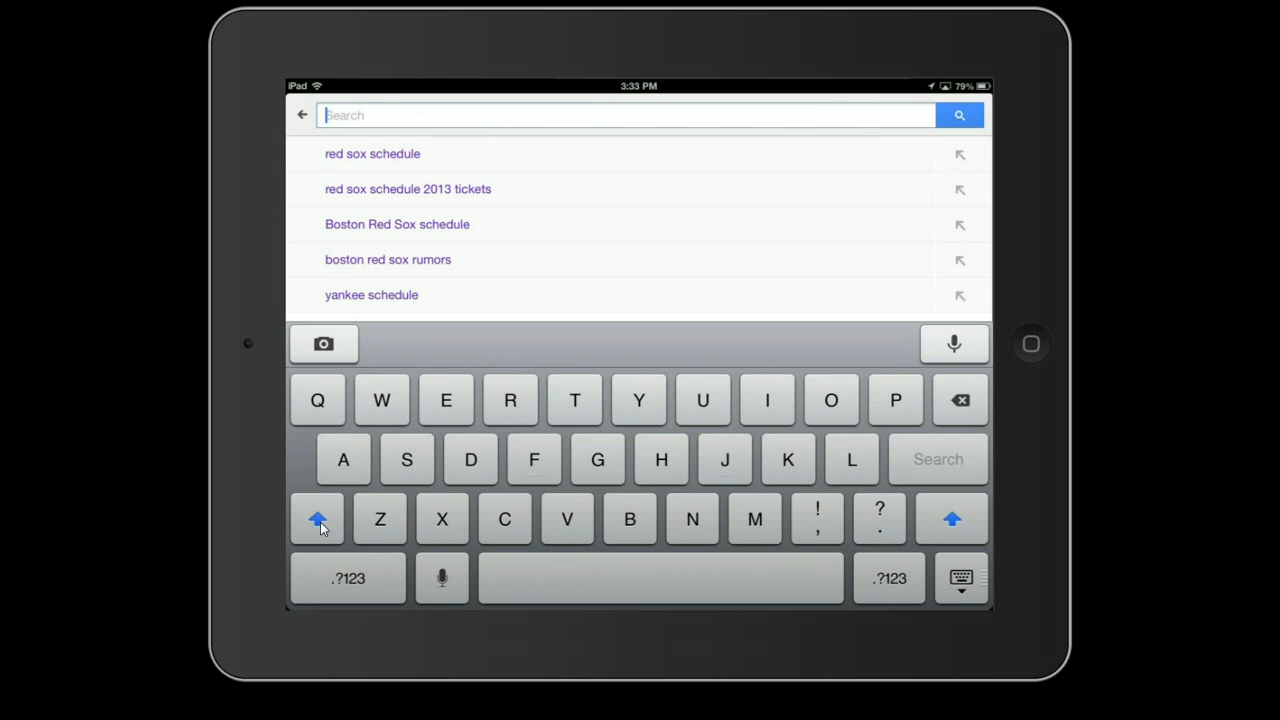 iPad 3:33 PM 79%
Search
red sox schedule
red sox schedule 2013 tickets
Boston Red Sox schedule
boston red sox rumors
yankee schedule
Q W E R T Y U I O P
A S D F G H J K L Search
Z X C V B N M ! , ? .
.?123 .?123